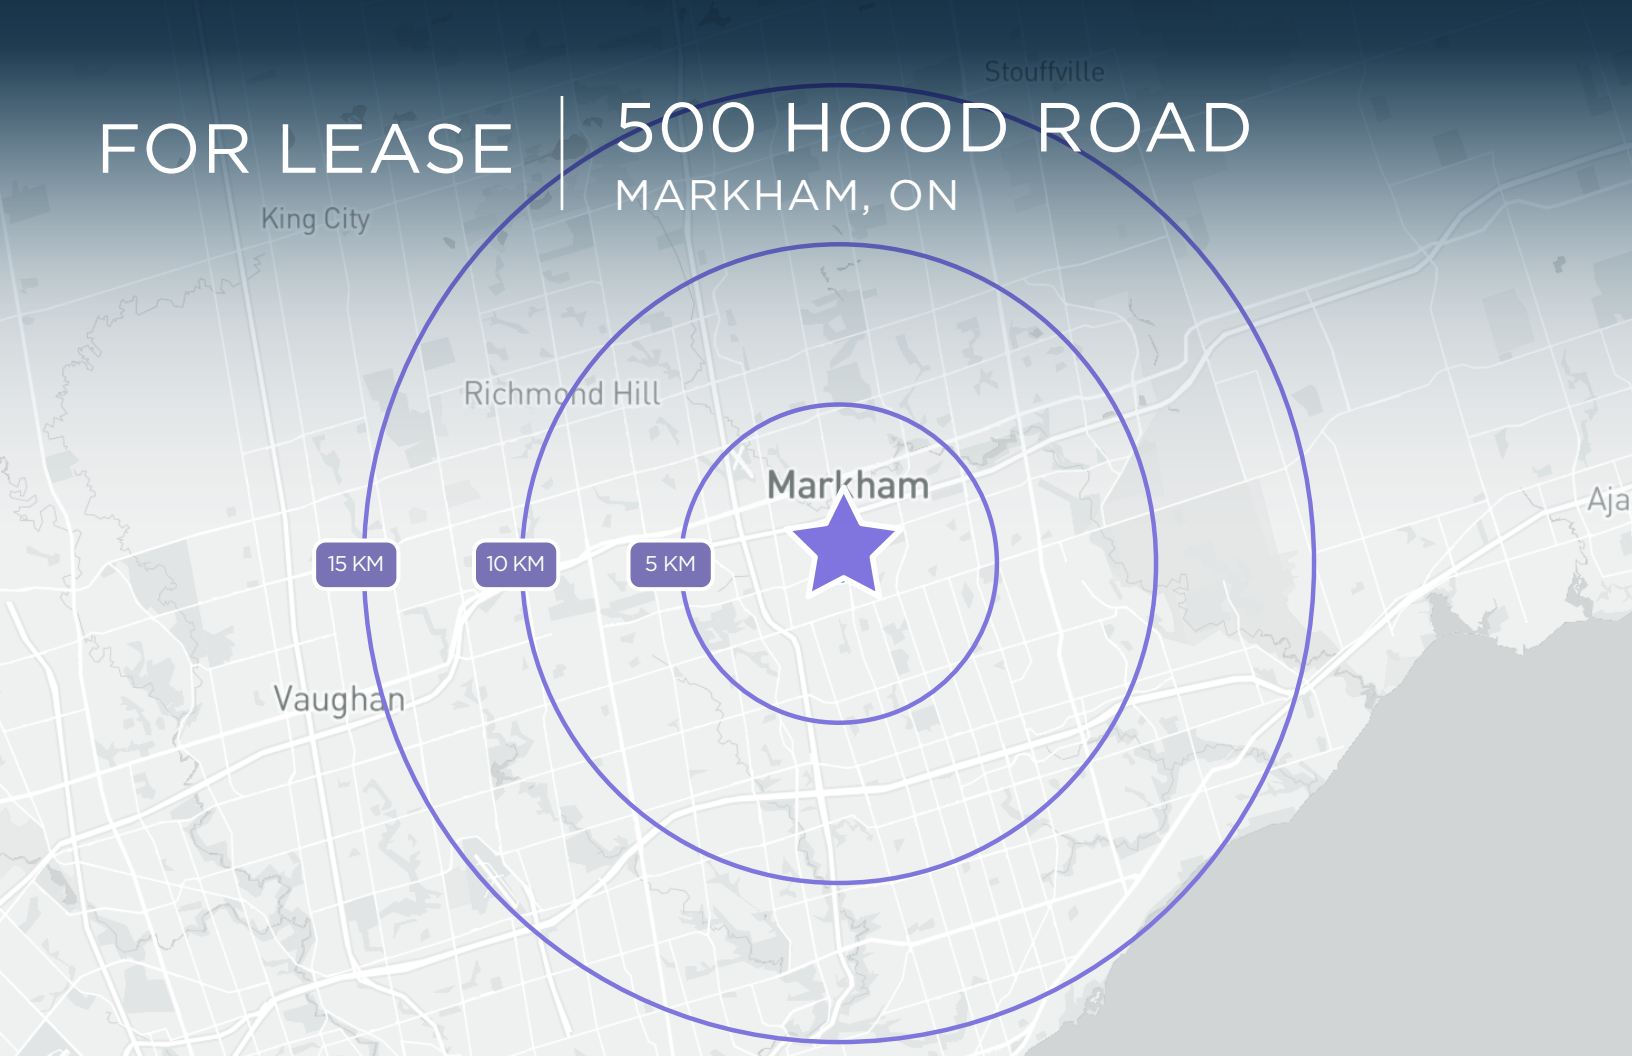 Stouffville
FOR LEASE
500 HOOD ROAD
MARKHAM, ON
King City
Richmond Hill
Markham
Aja
15 KM
10 KM
5 KM
Vaughan